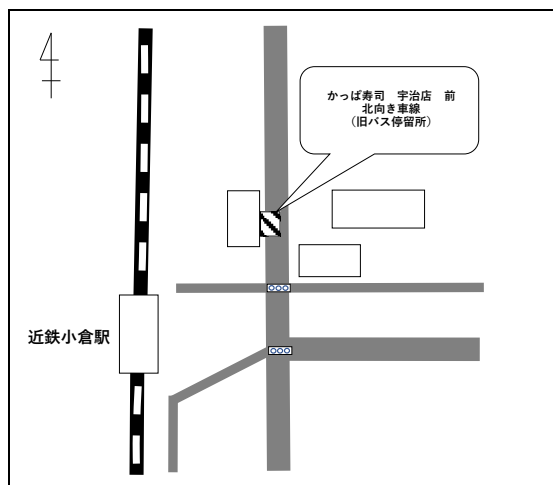 かっぱ寿司　宇治店　前
北向き車線
（旧バス停留所）
近鉄小倉駅